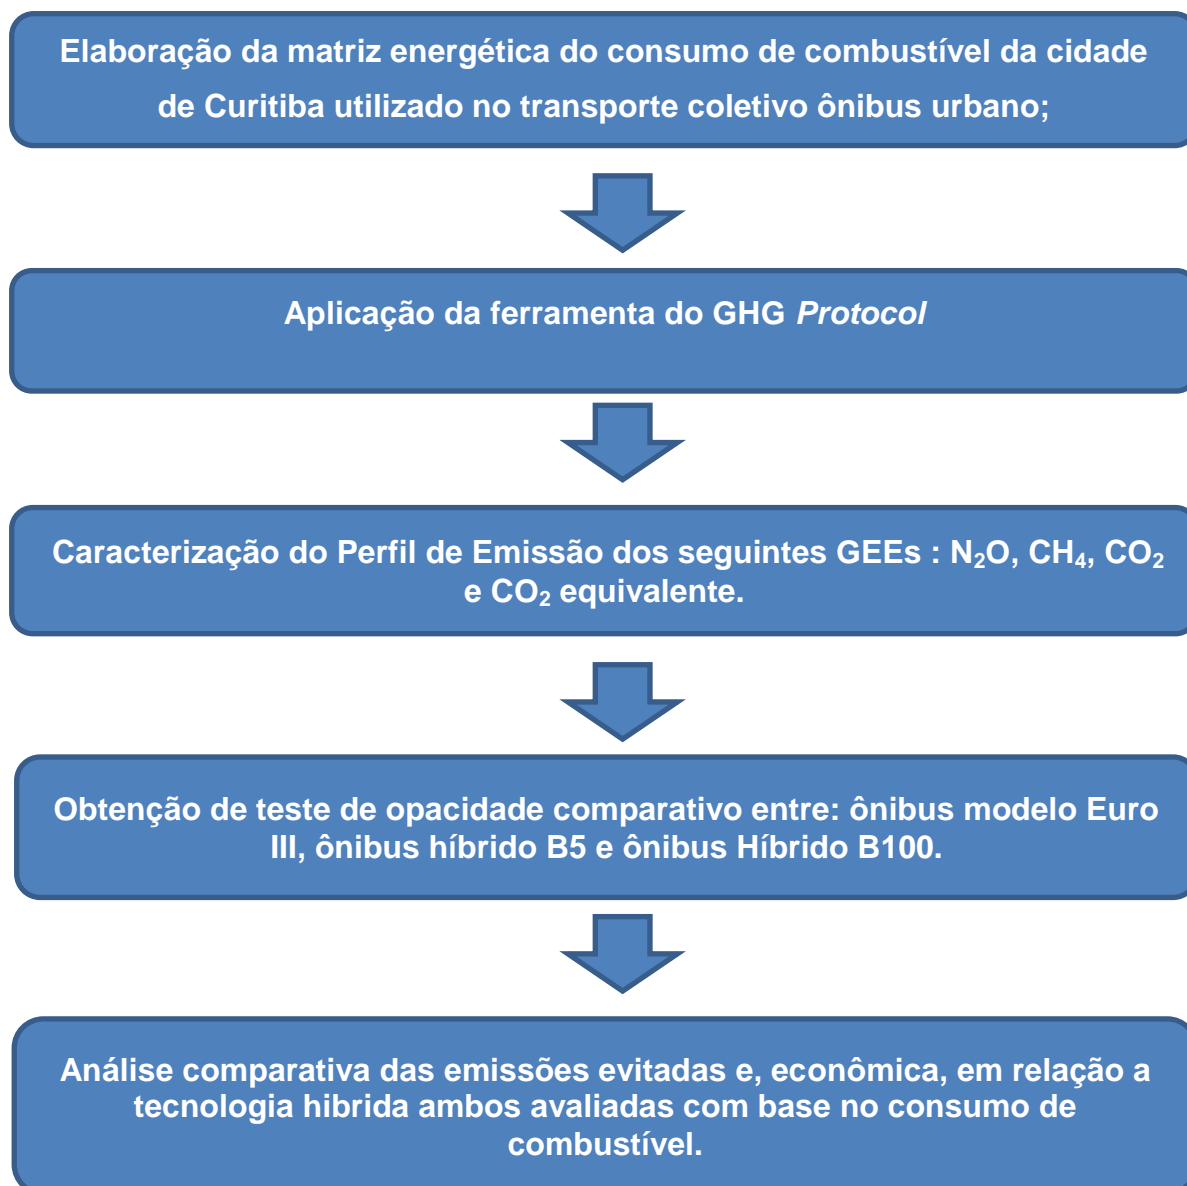 Elaboração da matriz energética do consumo de combustível da cidade
de Curitiba utilizado no transporte coletivo ônibus urbano;
Aplicação da ferramenta do GHG Protocol
Caracterização do Perfil de Emissão dos seguintes GEEs : N₂O, CH₄, CO₂
e CO₂ equivalente.
Obtenção de teste de opacidade comparativo entre: ônibus modelo Euro
III, ônibus híbrido B5 e ônibus Híbrido B100.
Análise comparativa das emissões evitadas e, econômica, em relação a
tecnologia hibrida ambos avaliadas com base no consumo de
combustível.